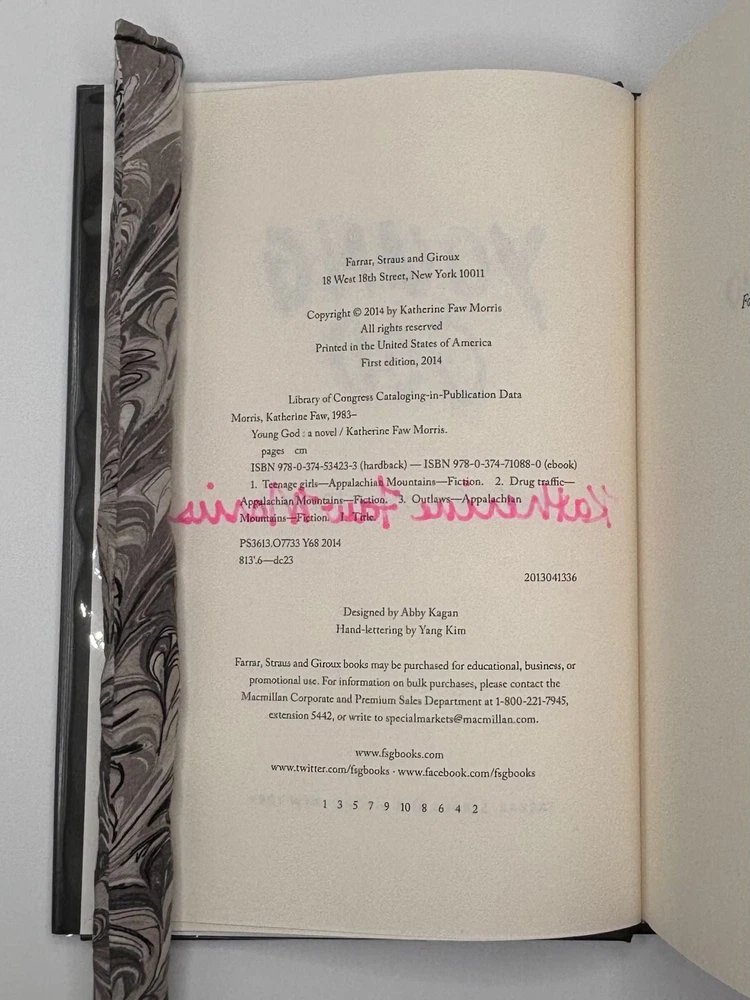 Farrar, Straus and Giroux
18 West 18th Street, New York 10011
Copyright © 2014 by Katherine Faw Morris
All rights reserved
Printed in the United States of America
First edition, 2014
Library of Congress Cataloging-in-Publication Data
Morris, Katherine Faw, 1983–
Young God : a novel / Katherine Faw Morris.
pages cm
ISBN 978-0-374-53423-3 (hardback) — ISBN 978-0-374-71088-0 (ebook)
1. Teenage girls—Appalachian Mountains—Fiction. 2. Drug traffic—
Appalachian Mountains—Fiction. 3. Outlaws—Appalachian
Mountains—Fiction. I. Title.
Katherine Faw Morris
PS3613.O7733 Y68 2014
813'.6—dc23
2013041336
Designed by Abby Kagan
Hand-lettering by Yang Kim
Farrar, Straus and Giroux books may be purchased for educational, business, or
promotional use. For information on bulk purchases, please contact the
Macmillan Corporate and Premium Sales Department at 1-800-221-7945,
extension 5442, or write to specialmarkets@macmillan.com.
www.fsgbooks.com
www.twitter.com/fsgbooks · www.facebook.com/fsgbooks
1 3 5 7 9 10 8 6 4 2